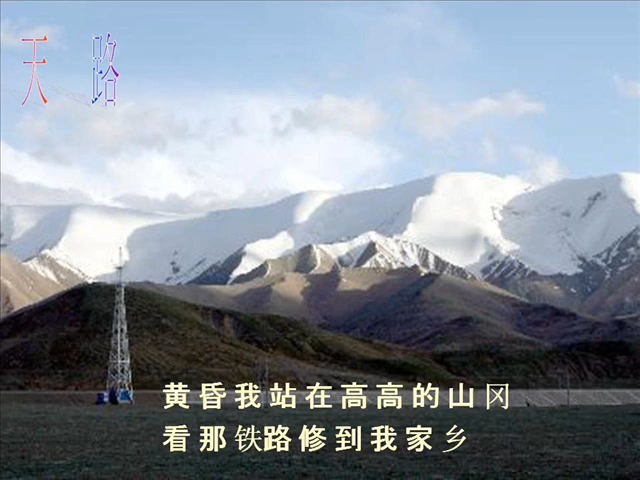 天 路
黄昏我站在高高的山冈
看那铁路修到我家乡